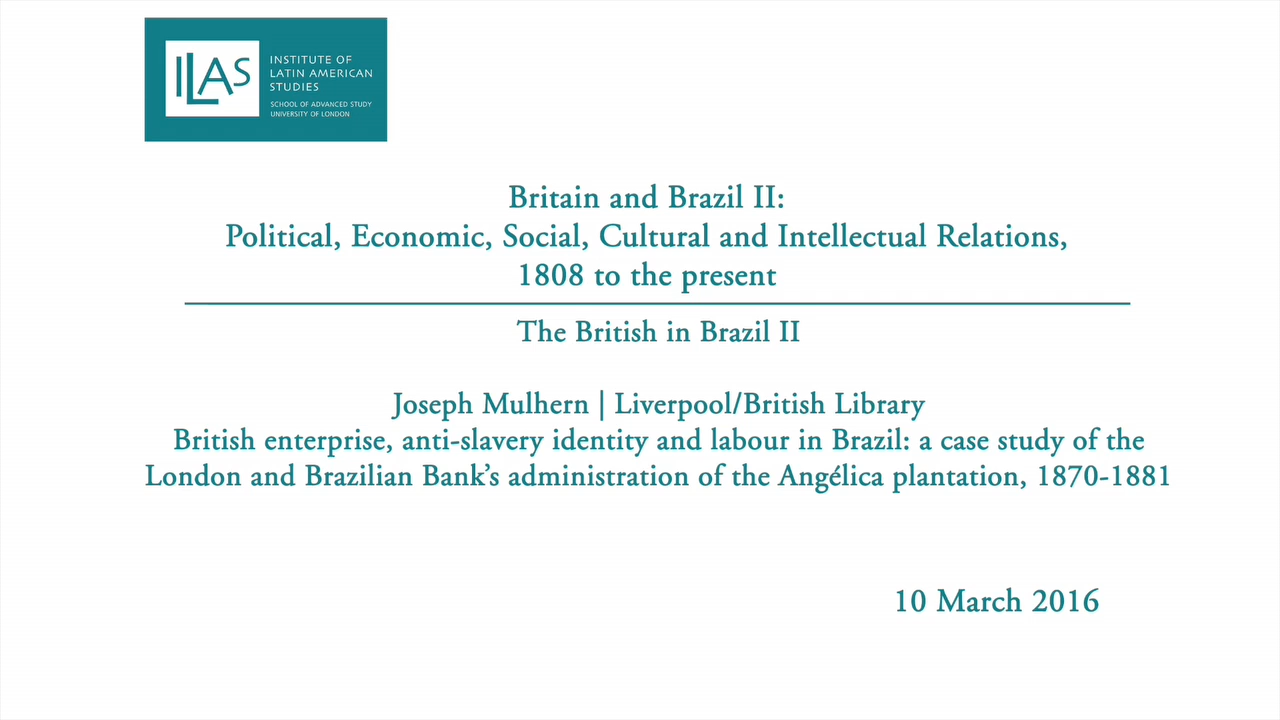 ILAS
INSTITUTE OF
LATIN AMERICAN
STUDIES
SCHOOL OF ADVANCED STUDY
UNIVERSITY OF LONDON
Britain and Brazil II:
Political, Economic, Social, Cultural and Intellectual Relations,
1808 to the present
The British in Brazil II
Joseph Mulhern | Liverpool/British Library
British enterprise, anti-slavery identity and labour in Brazil: a case study of the
London and Brazilian Bank’s administration of the Angélica plantation, 1870-1881
10 March 2016